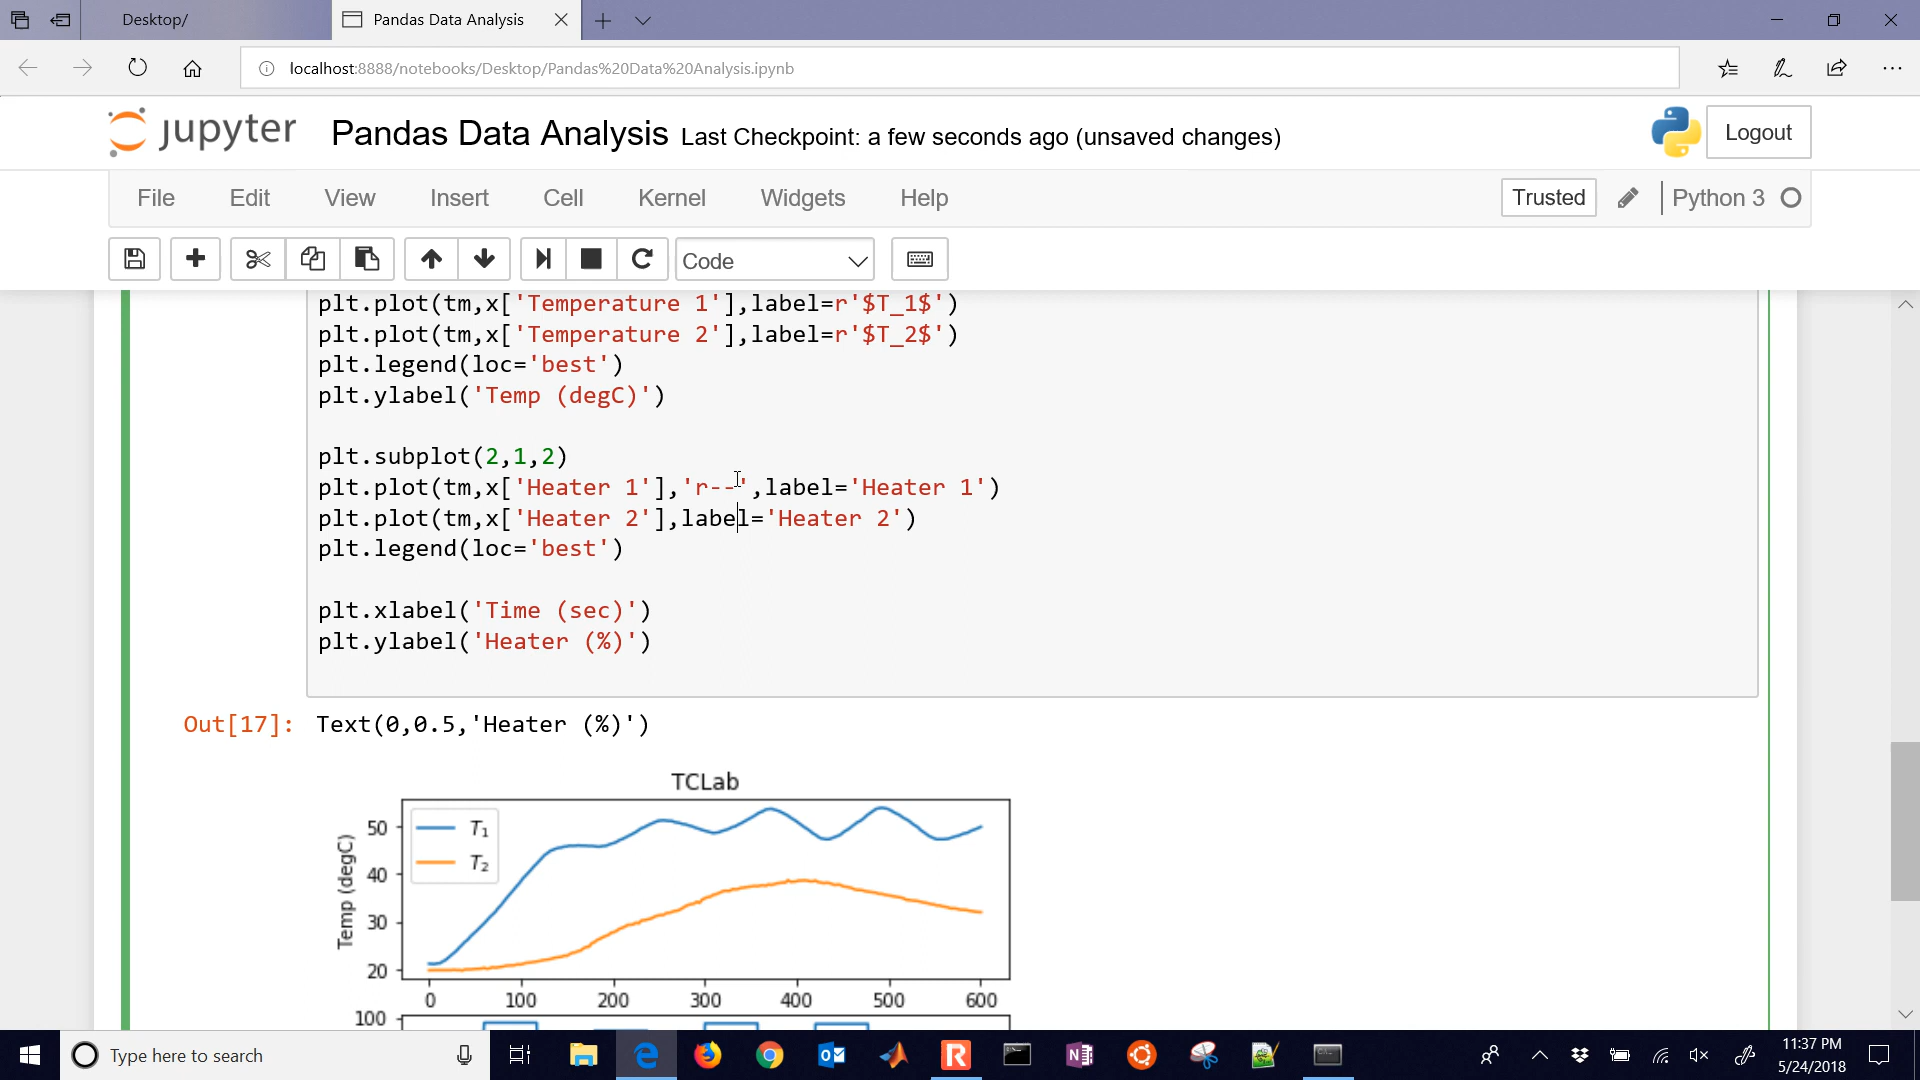 Desktop/
Pandas Data Analysis
localhost:8888/notebooks/Desktop/Pandas%20Data%20Analysis.ipynb
jupyter Pandas Data Analysis Last Checkpoint: a few seconds ago (unsaved changes)
Logout
File Edit View Insert Cell Kernel Widgets Help
Trusted
Python 3
Code
plt.plot(tm,x['Temperature 1'],label=r'$T_1$')
plt.plot(tm,x['Temperature 2'],label=r'$T_2$')
plt.legend(loc='best')
plt.ylabel('Temp (degC)')
plt.subplot(2,1,2)
plt.plot(tm,x['Heater 1'],'r--',label='Heater 1')
plt.plot(tm,x['Heater 2'],label='Heater 2')
plt.legend(loc='best')
plt.xlabel('Time (sec)')
plt.ylabel('Heater (%)')
Out[17]: Text(0,0.5,'Heater (%)')
TCLab
Temp (degC)
50
40
30
20
T₁
T₂
0 100 200 300 400 500 600
100
Type here to search
11:37 PM
5/24/2018